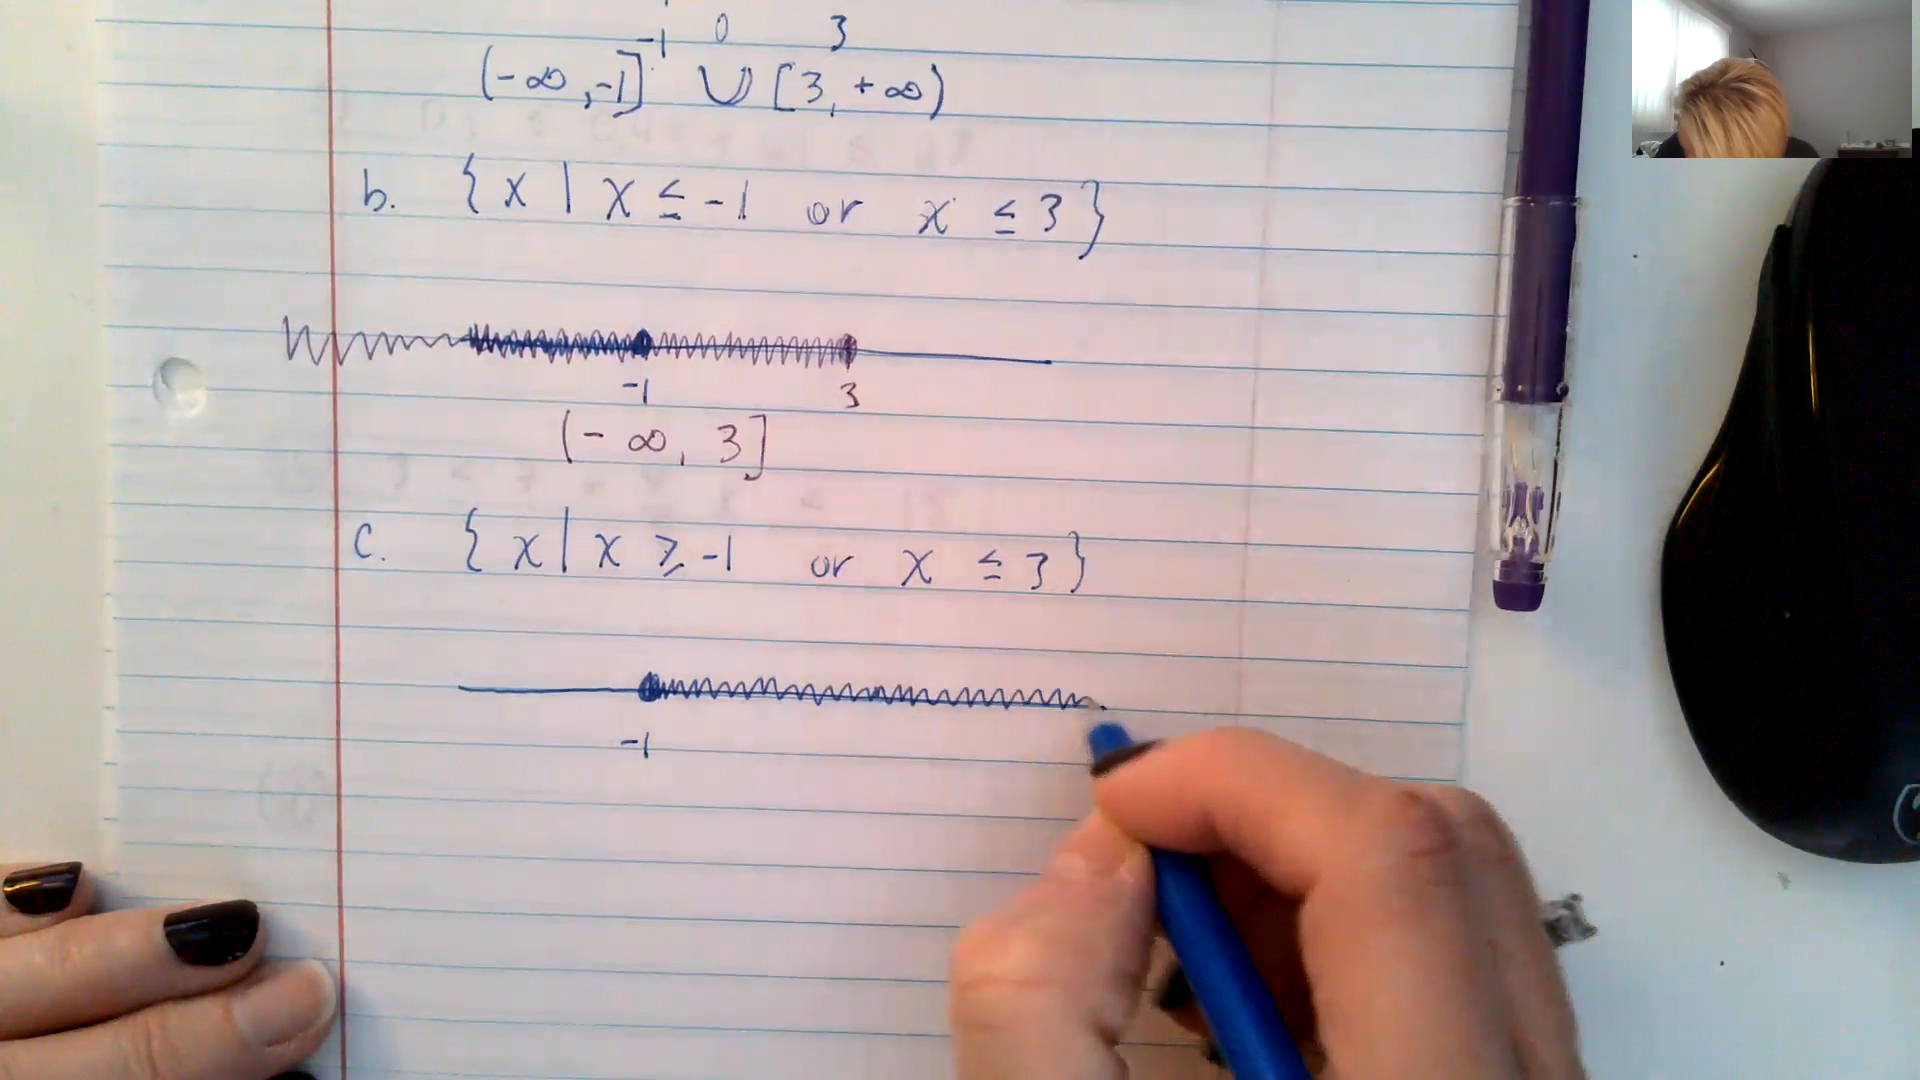 -1 0 3
(-∞,-1] ∪ [3,+∞)
b. {x | x ≤ -1 or x ≤ 3}
-1 3
(-∞, 3]
c. {x | x ≥ -1 or x ≤ 3}
-1